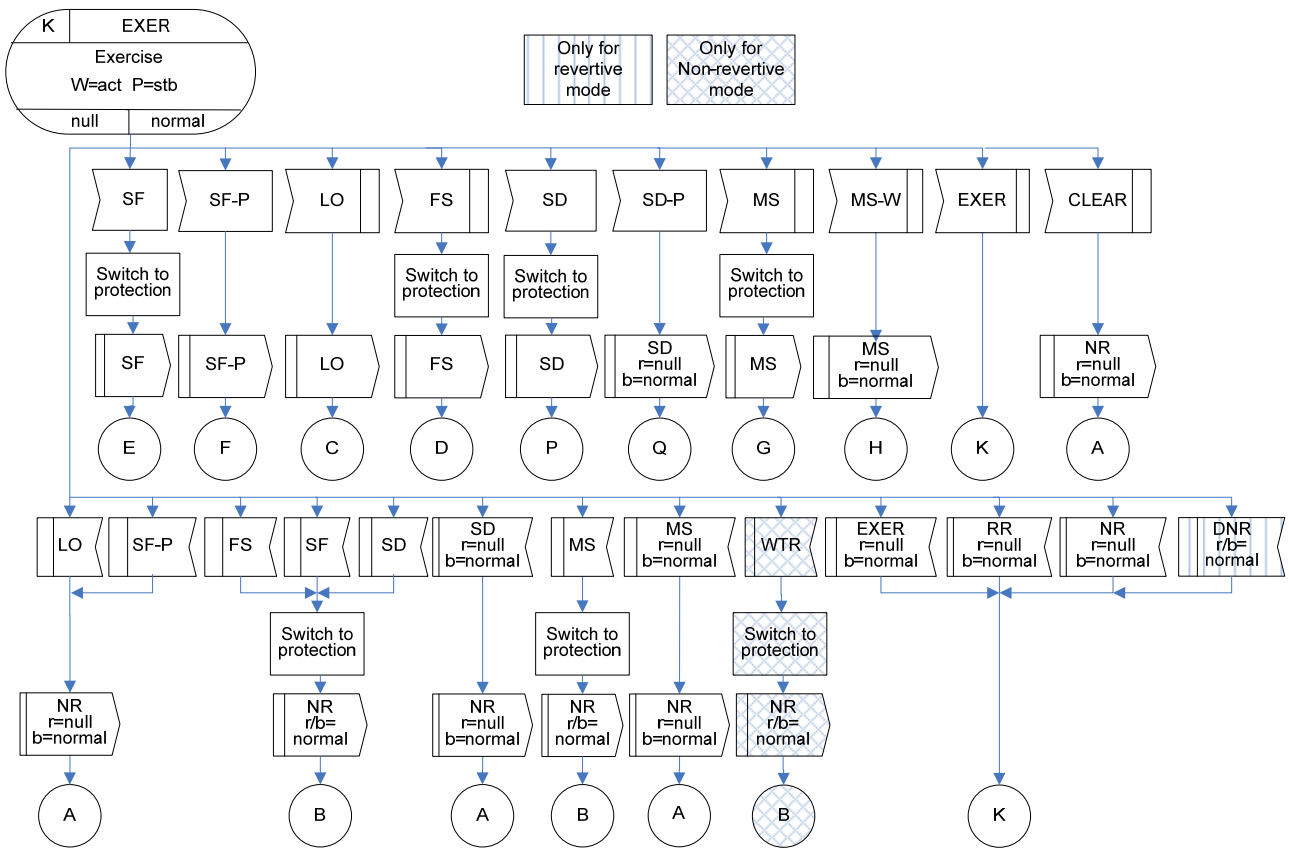 K EXER
Exercise
W=act P=stb
null normal
Only for
revertive
mode
Only for
Non-revertive
mode
SF
SF-P
LO
FS
SD
SD-P
MS
MS-W
EXER
CLEAR
Switch to
protection
Switch to
protection
Switch to
protection
Switch to
protection
SF
SF-P
LO
FS
SD
SD
r=null
b=normal
MS
MS
r=null
b=normal
NR
r=null
b=normal
E
F
C
D
P
Q
G
H
K
A
LO
SF-P
FS
SF
SD
SD
r=null
b=normal
MS
MS
r=null
b=normal
WTR
EXER
r=null
b=normal
RR
r=null
b=normal
NR
r=null
b=normal
DNR
r/b=
normal
Switch to
protection
Switch to
protection
Switch to
protection
NR
r=null
b=normal
NR
r/b=
normal
NR
r=null
b=normal
NR
r/b=
normal
NR
r=null
b=normal
NR
r/b=
normal
A
B
A
B
A
B
K